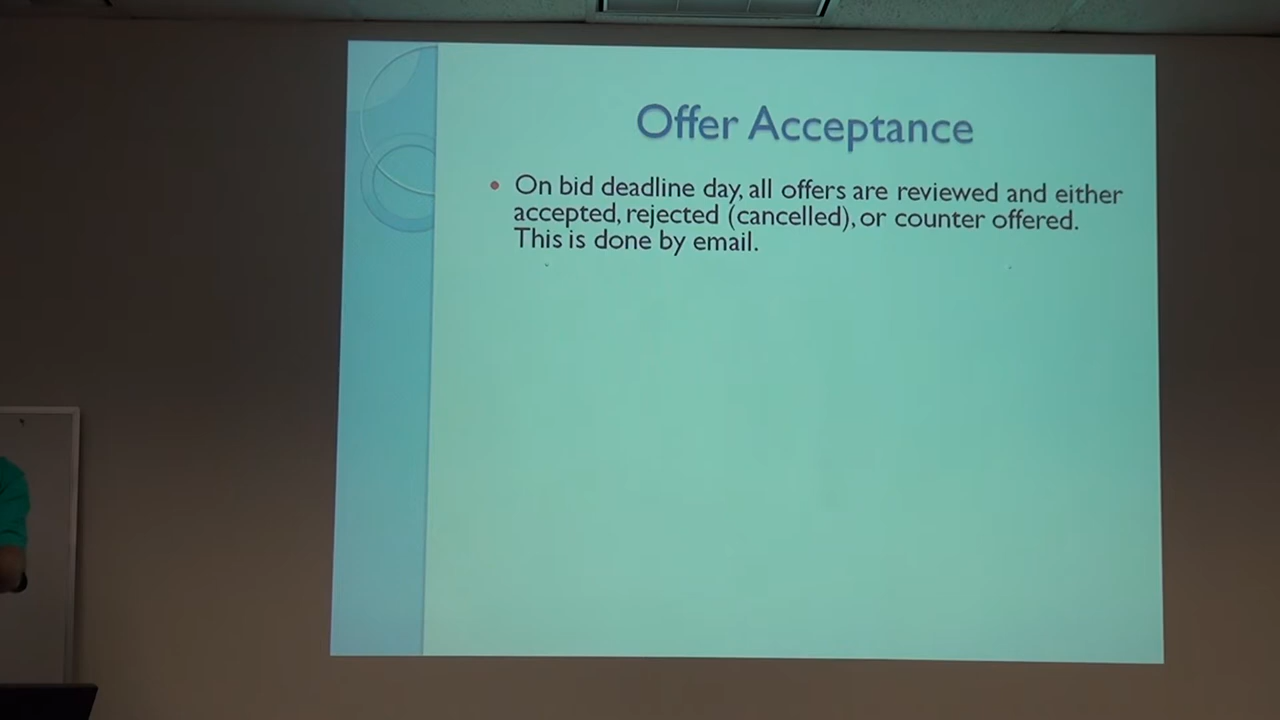 Offer Acceptance
• On bid deadline day, all offers are reviewed and either
accepted, rejected (cancelled), or counter offered.
This is done by email.